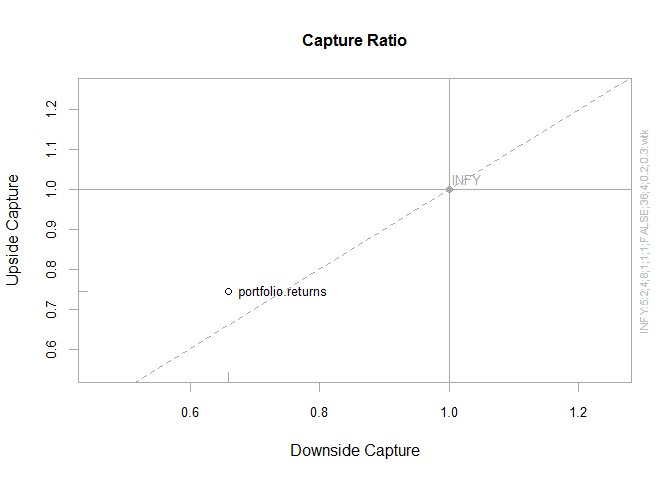 Capture Ratio
Upside Capture
1.2
1.1
1.0
0.9
0.8
0.7
0.6
INFY
portfolio.returns
0.6
0.8
1.0
1.2
Downside Capture
INFY:5:2;4;8;1;1;1;FALSE;36;4;0.2;0.3:wtk